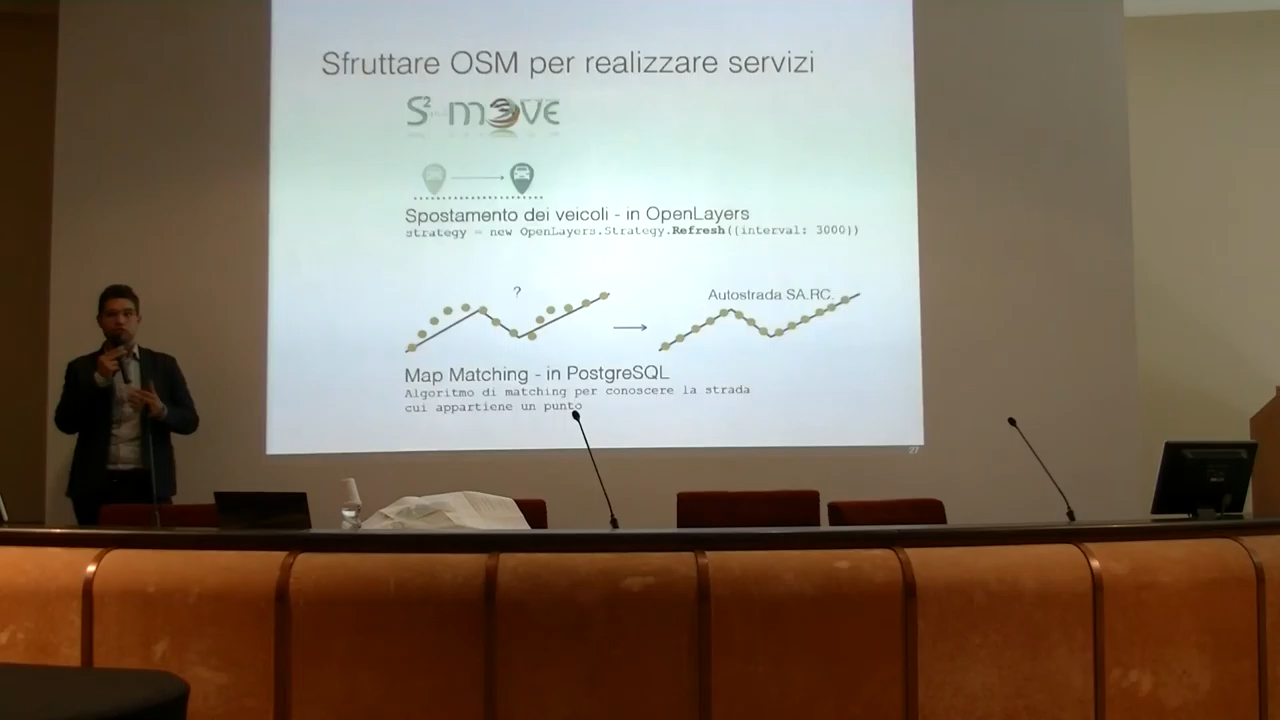 Sfruttare OSM per realizzare servizi
S² move
Spostamento dei veicoli - in OpenLayers
strategy = new OpenLayers.Strategy.Refresh({interval: 3000})
?
Autostrada SA.RC.
Map Matching - in PostgreSQL
Algoritmo di matching per conoscere la strada
cui appartiene un punto
27